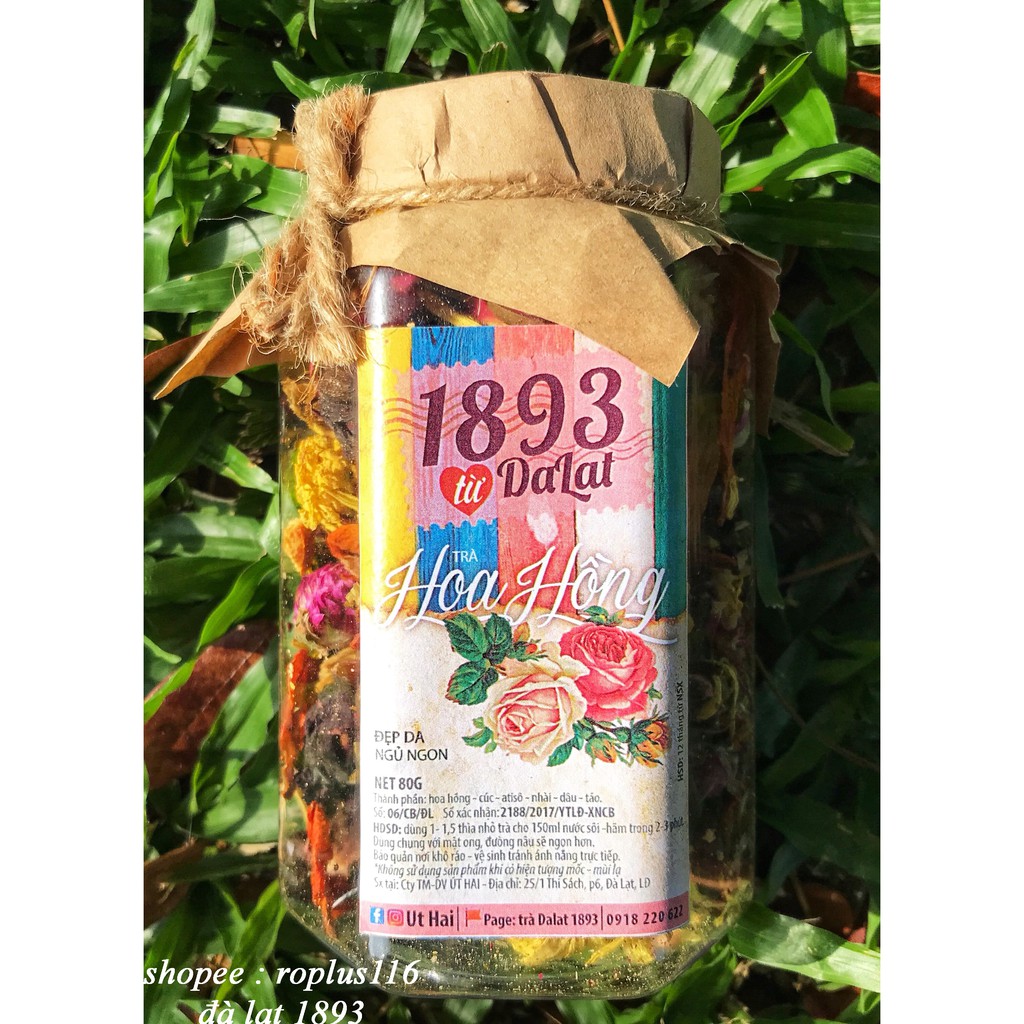 1893
từ DaLat
TRÀ
Hoa Hồng
ĐẸP DA
NGỦ NGON
NET 80G
Thành phần: hoa hồng - cúc - atisô - nhài - dâu - táo.
Số: 06/CB/ĐL Số xác nhận: 2188/2017/YTLĐ-XNCB
HDSD: dùng 1- 1,5 thìa nhỏ trà cho 150ml nước sôi -hãm trong 2-3 phút.
Dùng chung với mật ong, đường nâu sẽ ngon hơn.
Bảo quản nơi khô ráo - vệ sinh tránh ánh nắng trực tiếp.
*Không sử dụng sản phẩm khi có hiện tượng mốc - mùi lạ
Sx tại: Cty TM-DV ÚT HAI - Địa chỉ: 25/1 Thi Sách, p6, Đà Lạt, LĐ
HSD: 12 tháng từ NSX
Ut Hai | Page: trà Dalat 1893 | 0918 220 622
shopee : roplus116
đà lạt 1893